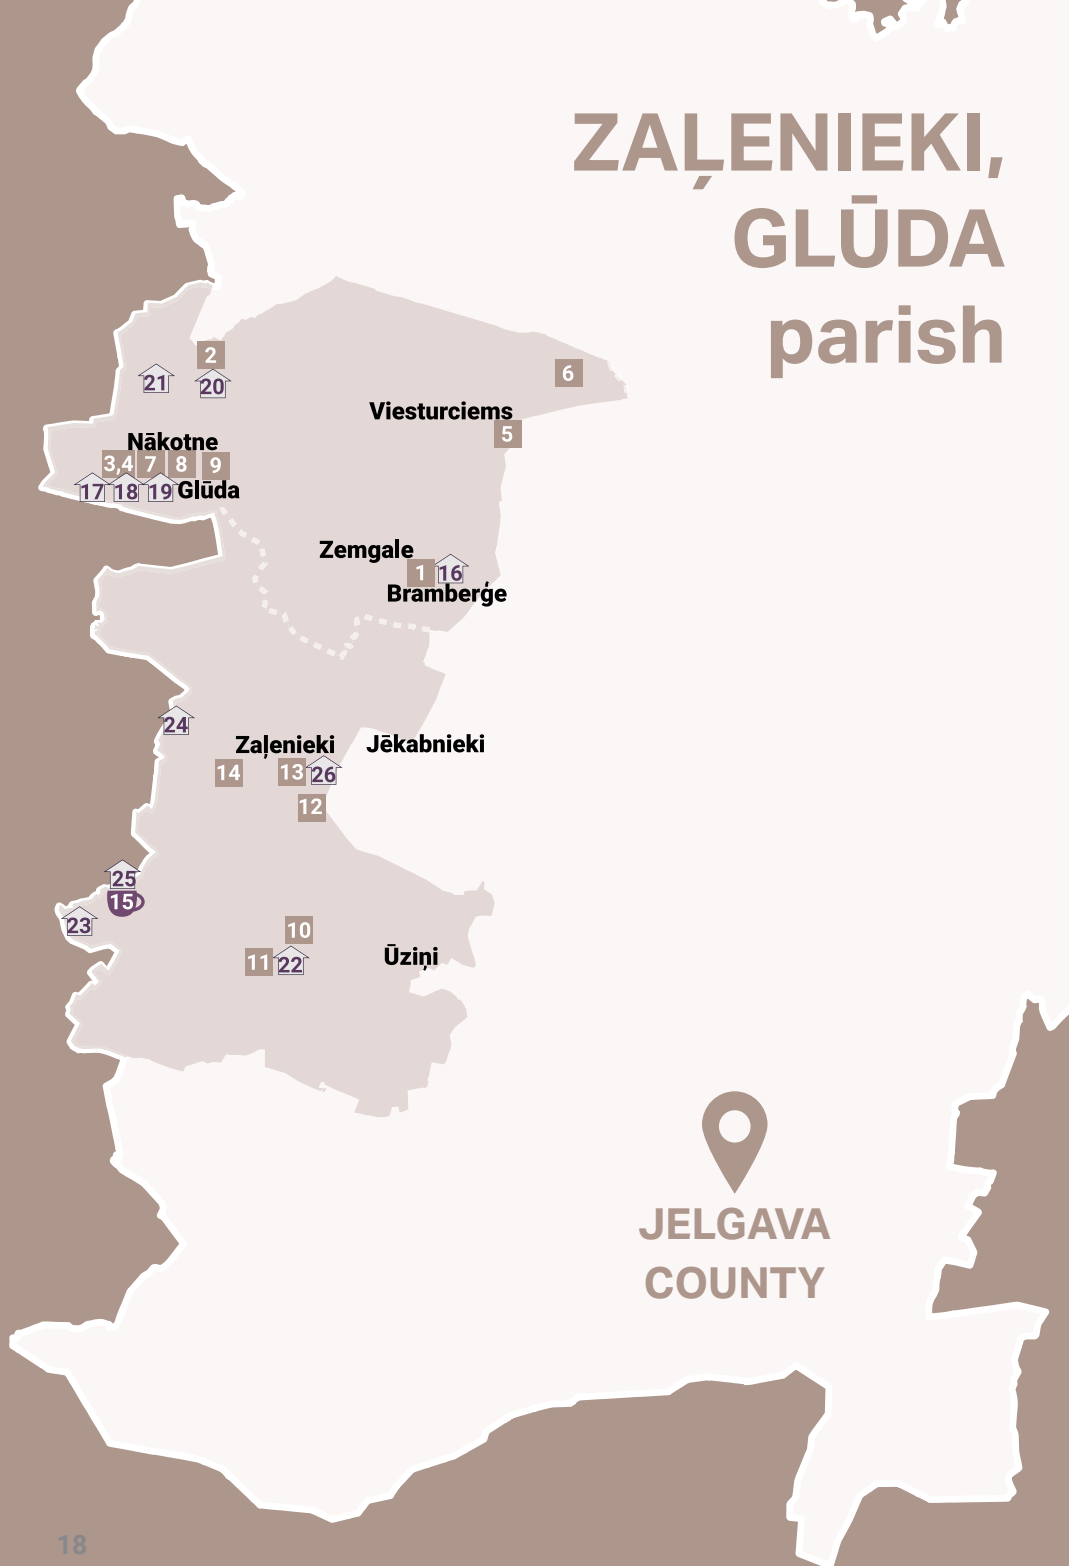 ZAĻENIEKI,
GLŪDA
parish
2
21
20
6
Viesturciems
5
Nākotne
3,4 7 8 9
17 18 19 Glūda
Zemgale
1 16
Bramberģe
24
Zaļenieki
Jēkabnieki
14 13 26
12
25
15
23
10
11 22
Ūziņi
JELGAVA
COUNTY
18